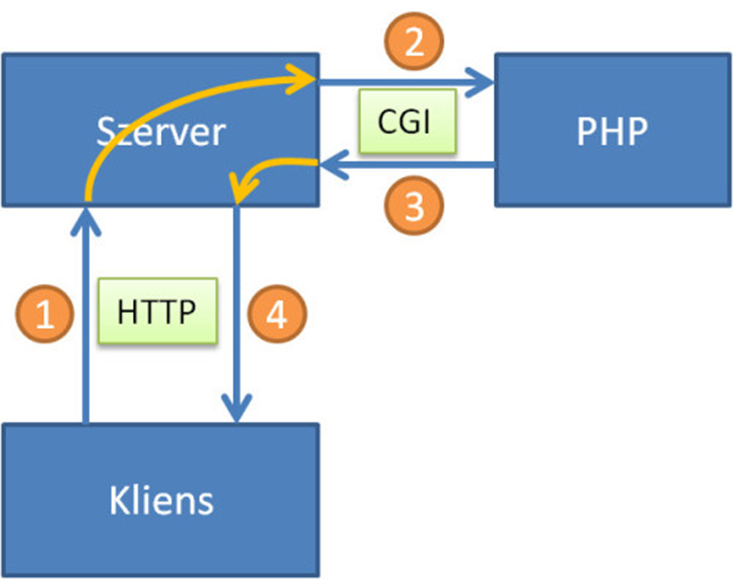 2
Szerver
CGI
PHP
3
1
HTTP
4
Kliens